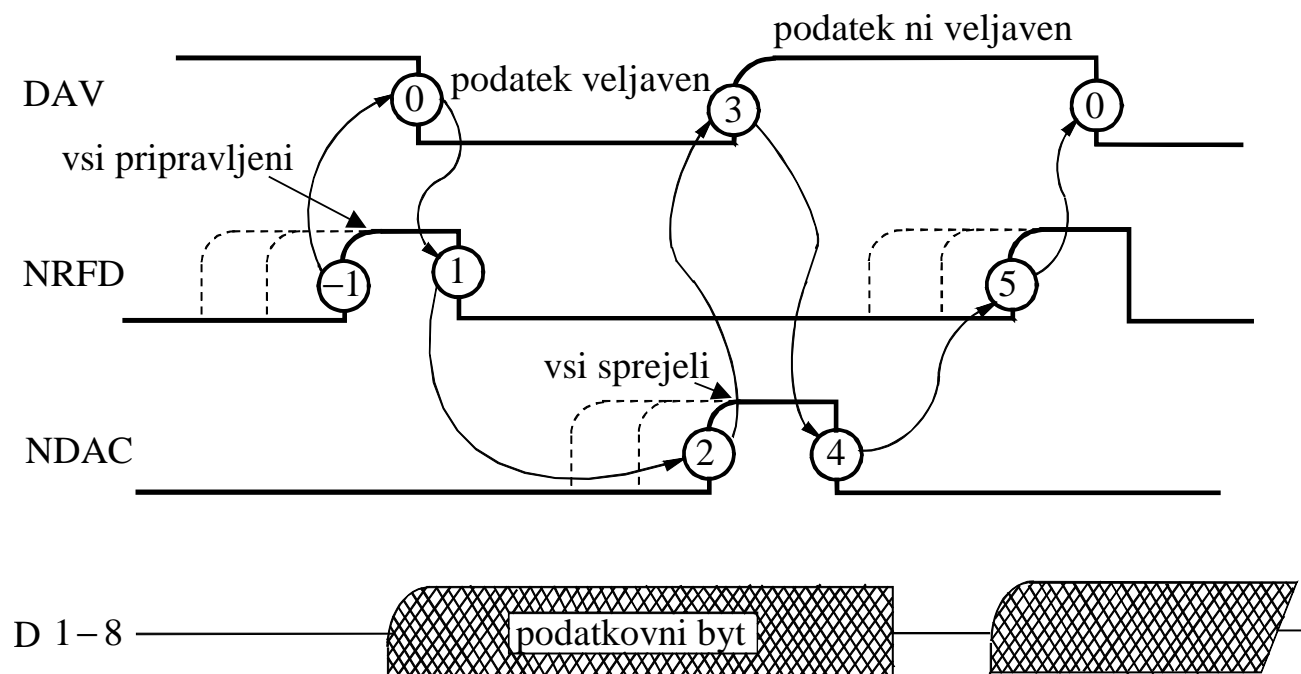 podatek ni veljaven
DAV
0
podatek veljaven
3
0
vsi pripravljeni
NRFD
−1
1
5
vsi sprejeli
NDAC
2
4
D 1−8
podatkovni byt